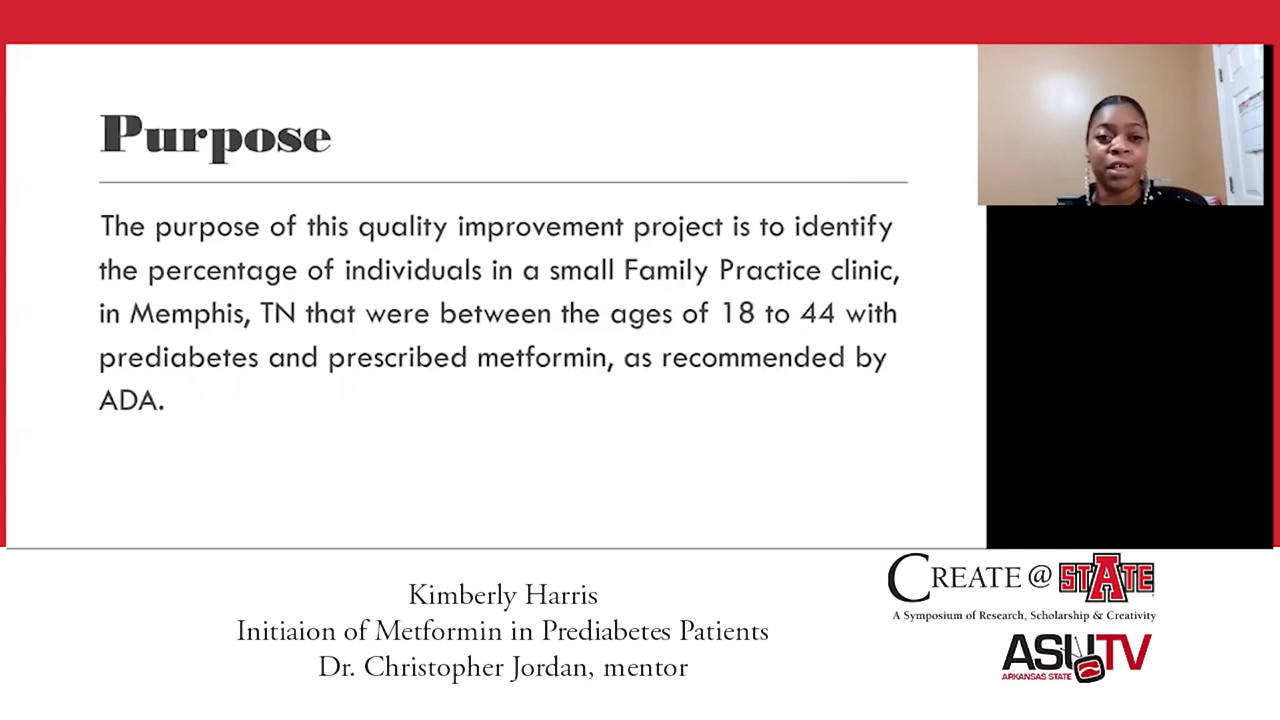 Purpose
The purpose of this quality improvement project is to identify
the percentage of individuals in a small Family Practice clinic,
in Memphis, TN that were between the ages of 18 to 44 with
prediabetes and prescribed metformin, as recommended by
ADA.
Kimberly Harris
Initiaion of Metformin in Prediabetes Patients
Dr. Christopher Jordan, mentor
CREATE @ STATE
A Symposium of Research, Scholarship & Creativity
ASUTV
ARKANSAS STATE